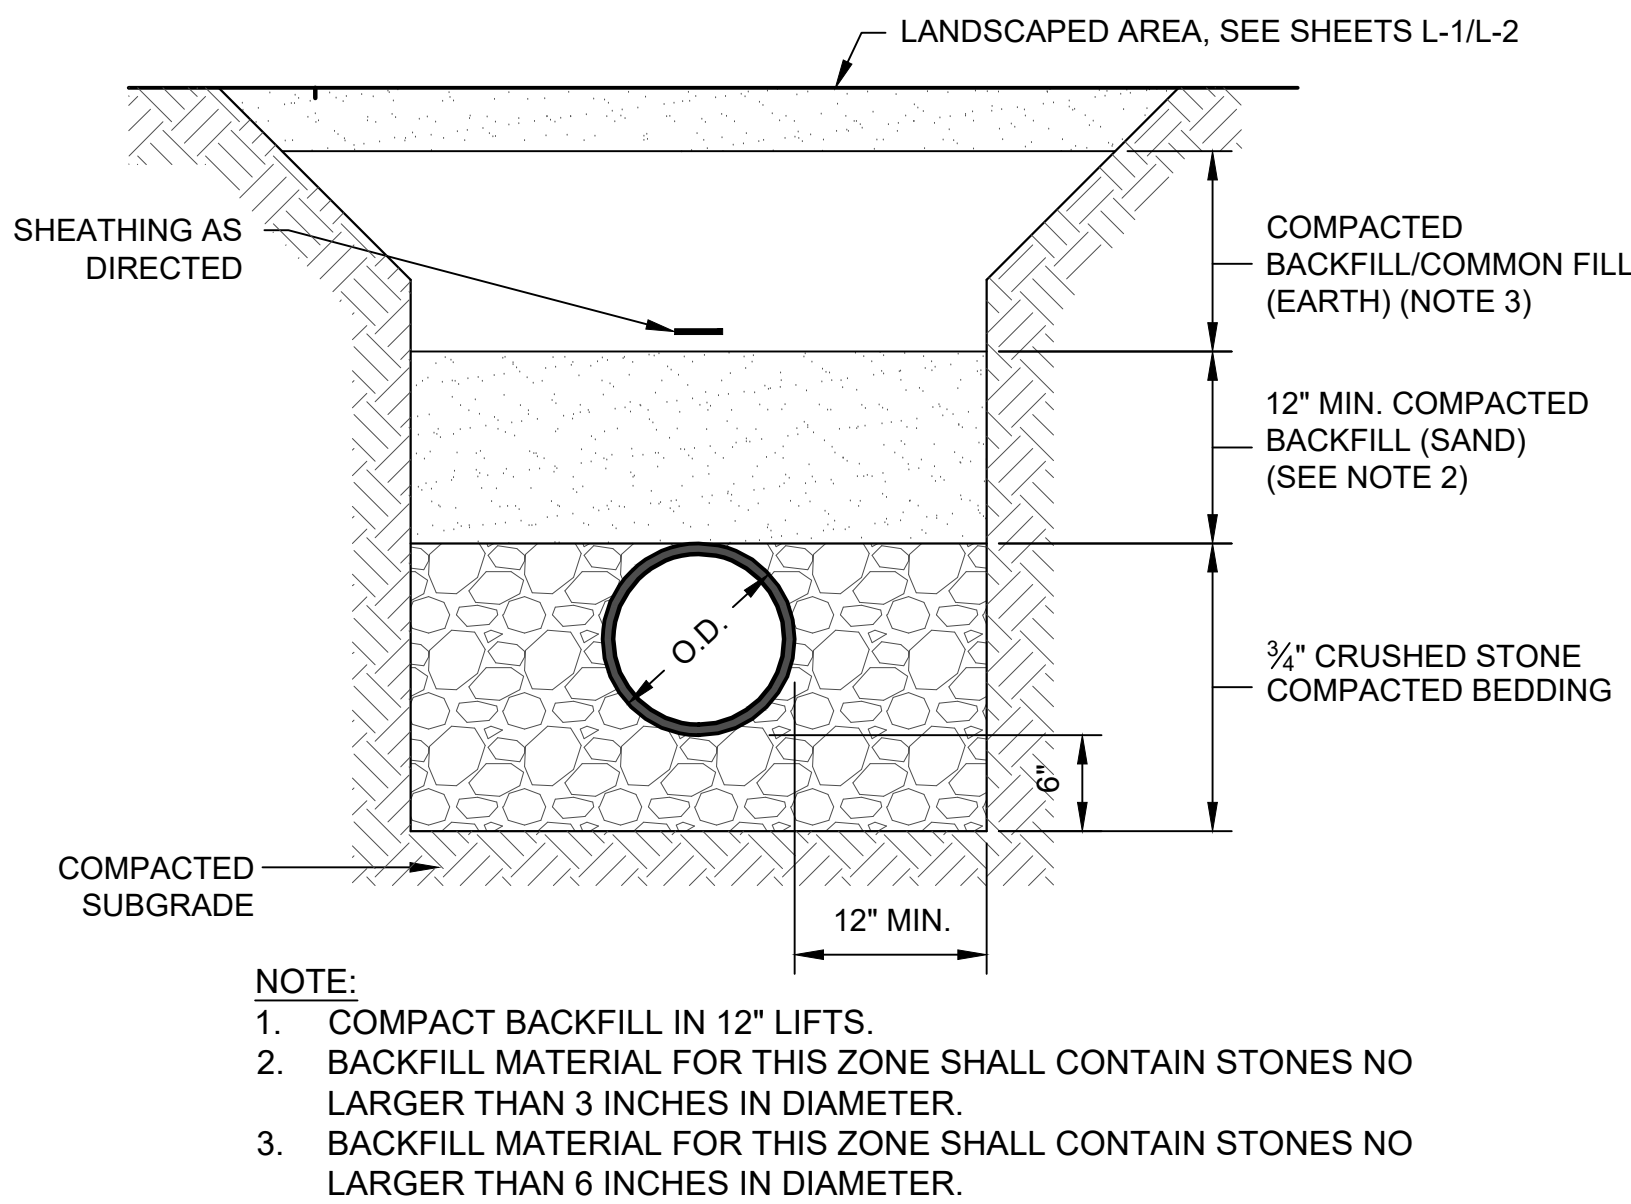 LANDSCAPED AREA, SEE SHEETS L-1/L-2
SHEATHING AS
DIRECTED
COMPACTED
BACKFILL/COMMON FILL
(EARTH) (NOTE 3)
12" MIN. COMPACTED
BACKFILL (SAND)
(SEE NOTE 2)
O.D.
¾" CRUSHED STONE
COMPACTED BEDDING
6"
COMPACTED
SUBGRADE
12" MIN.
NOTE:
1. COMPACT BACKFILL IN 12" LIFTS.
2. BACKFILL MATERIAL FOR THIS ZONE SHALL CONTAIN STONES NO
LARGER THAN 3 INCHES IN DIAMETER.
3. BACKFILL MATERIAL FOR THIS ZONE SHALL CONTAIN STONES NO
LARGER THAN 6 INCHES IN DIAMETER.